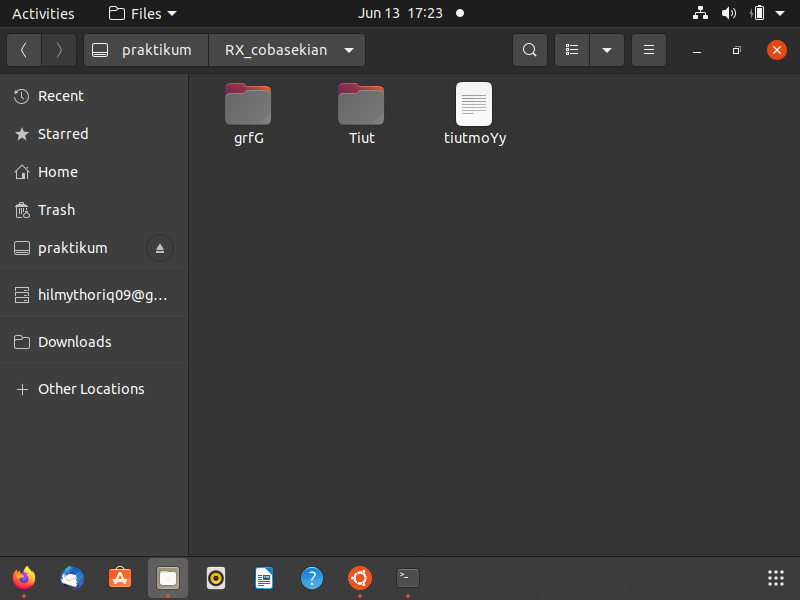 Activities Files Jun 13 17:23
praktikum RX_cobasekian
Recent
Starred
Home
Trash
praktikum
hilmythoriq09@g...
Downloads
Other Locations
grfG Tiut tiutmoYy